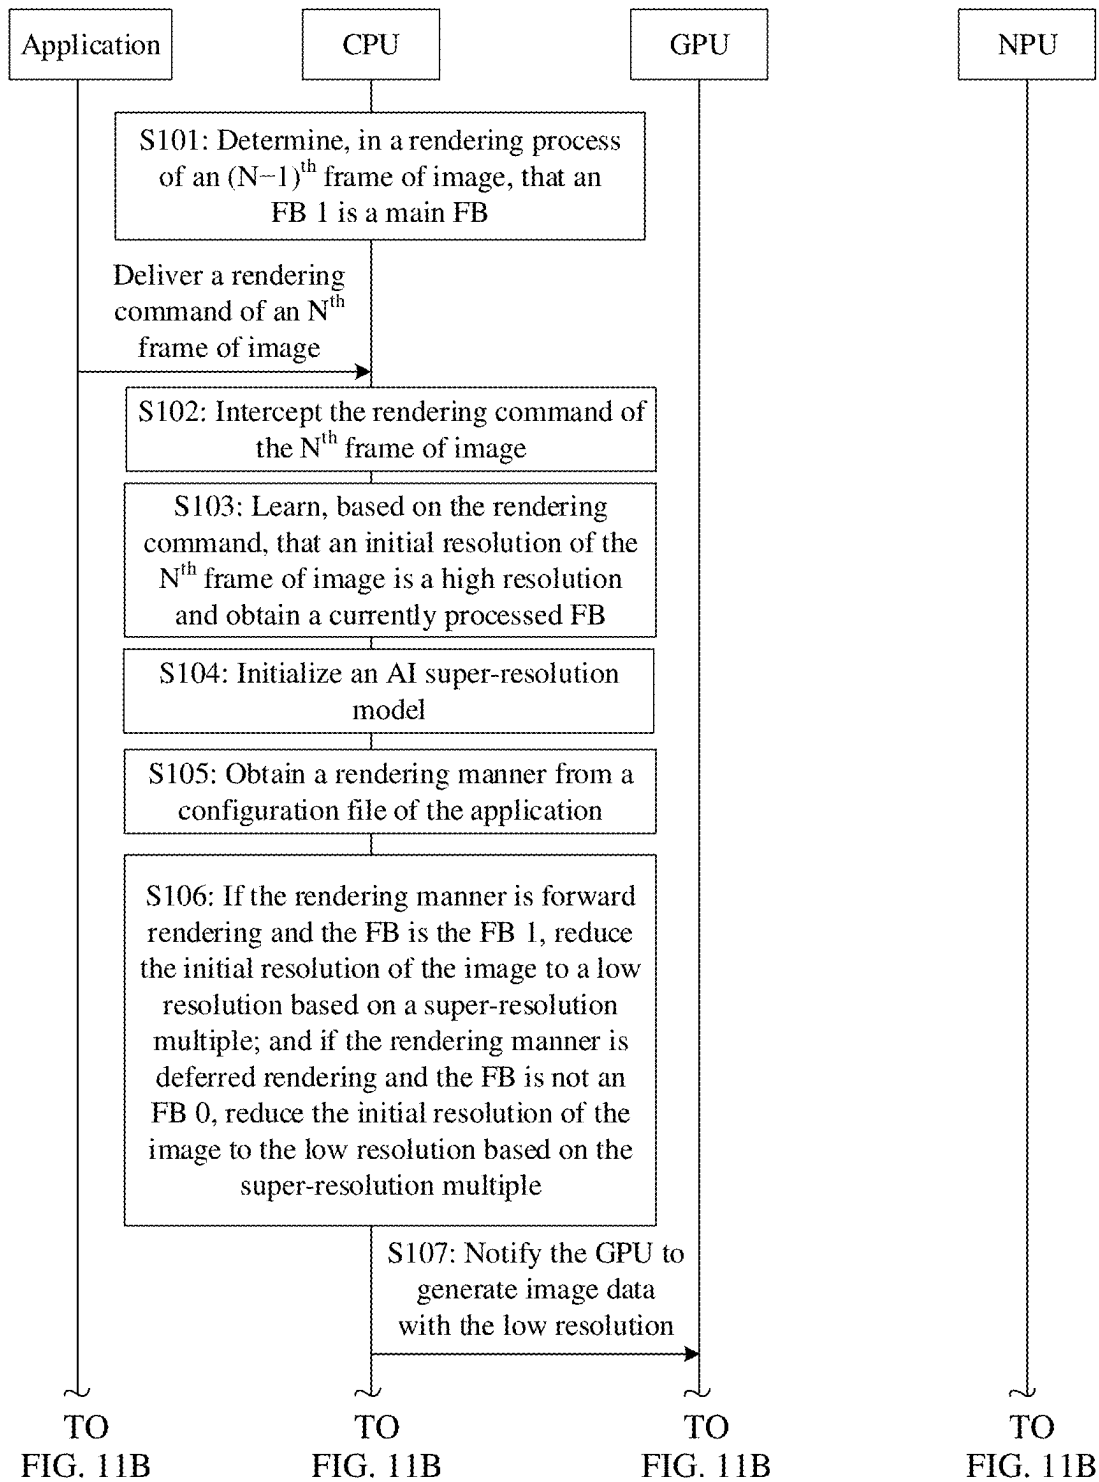 Application
CPU
GPU
NPU
S101: Determine, in a rendering process
of an (N−1)th frame of image, that an
FB 1 is a main FB
Deliver a rendering
command of an Nth
frame of image
S102: Intercept the rendering command of
the Nth frame of image
S103: Learn, based on the rendering
command, that an initial resolution of the
Nth frame of image is a high resolution
and obtain a currently processed FB
S104: Initialize an AI super-resolution
model
S105: Obtain a rendering manner from a
configuration file of the application
S106: If the rendering manner is forward
rendering and the FB is the FB 1, reduce
the initial resolution of the image to a low
resolution based on a super-resolution
multiple; and if the rendering manner is
deferred rendering and the FB is not an
FB 0, reduce the initial resolution of the
image to the low resolution based on the
super-resolution multiple
S107: Notify the GPU to
generate image data
with the low resolution
TO
FIG. 11B
TO
FIG. 11B
TO
FIG. 11B
TO
FIG. 11B